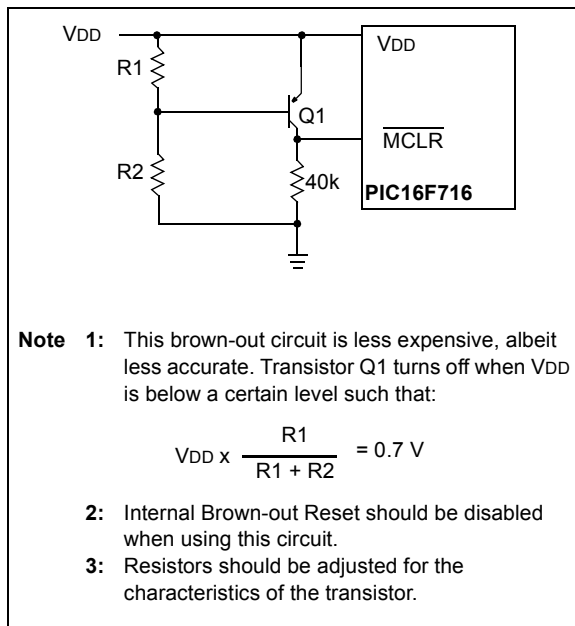 VDD
R1
R2
Q1
40k
VDD
MCLR
PIC16F716
Note 1: This brown-out circuit is less expensive, albeit
less accurate. Transistor Q1 turns off when VDD
is below a certain level such that:
VDD x R1 / R1 + R2 = 0.7 V
2: Internal Brown-out Reset should be disabled
when using this circuit.
3: Resistors should be adjusted for the
characteristics of the transistor.